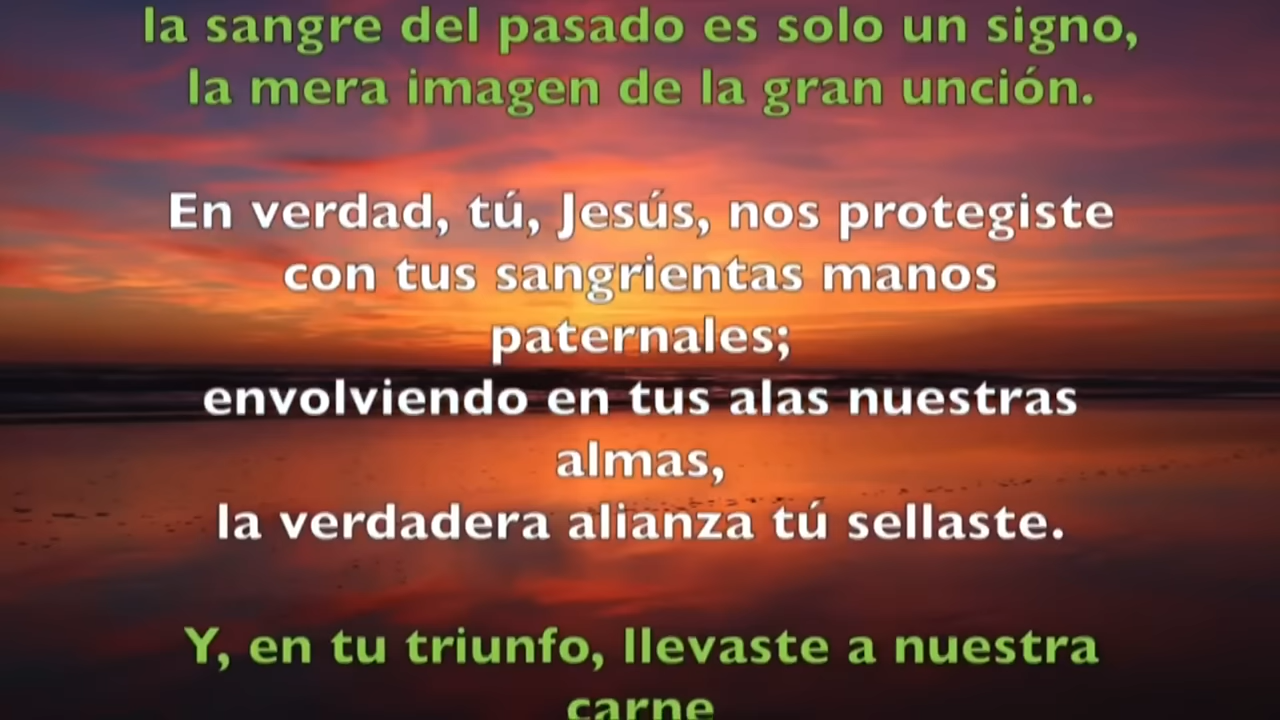 la sangre del pasado es solo un signo,
la mera imagen de la gran unción.
En verdad, tú, Jesús, nos protegiste
con tus sangrientas manos
paternales;
envolviendo en tus alas nuestras
almas,
la verdadera alianza tú sellaste.
Y, en tu triunfo, llevaste a nuestra
carne